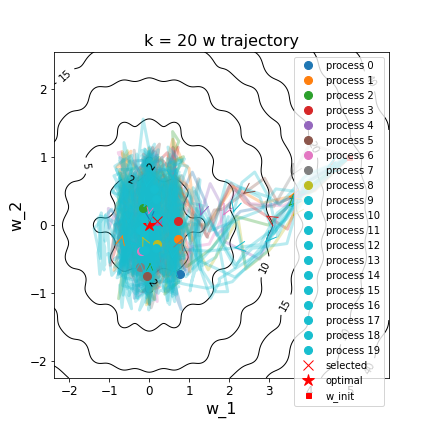 k = 20 w trajectory
15
process 0
process 1
process 2
process 3
process 4
process 5
process 6
process 7
process 8
process 9
process 10
process 11
process 12
process 13
process 14
process 15
process 16
process 17
process 18
process 19
selected
optimal
w_init
5
2
2
2
10
15
2
1
0
−1
−2
w_2
−2
−1
0
1
2
3
w_1